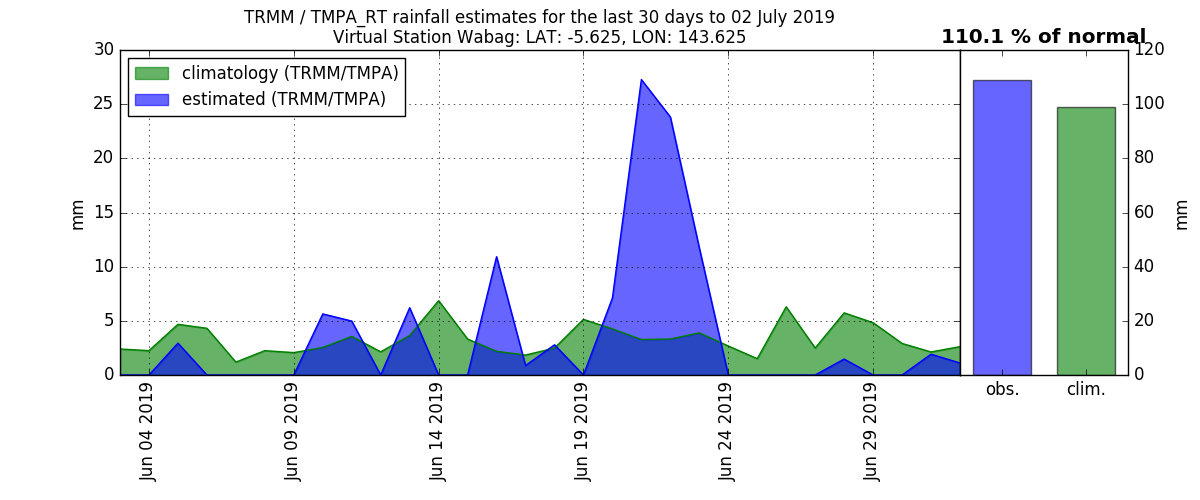 TRMM / TMPA_RT rainfall estimates for the last 30 days to 02 July 2019
Virtual Station Wabag: LAT: -5.625, LON: 143.625
110.1 % of normal
climatology (TRMM/TMPA)
estimated (TRMM/TMPA)
30
25
20
15
10
5
0
mm
120
100
80
60
40
20
0
mm
Jun 04 2019
Jun 09 2019
Jun 14 2019
Jun 19 2019
Jun 24 2019
Jun 29 2019
obs.
clim.